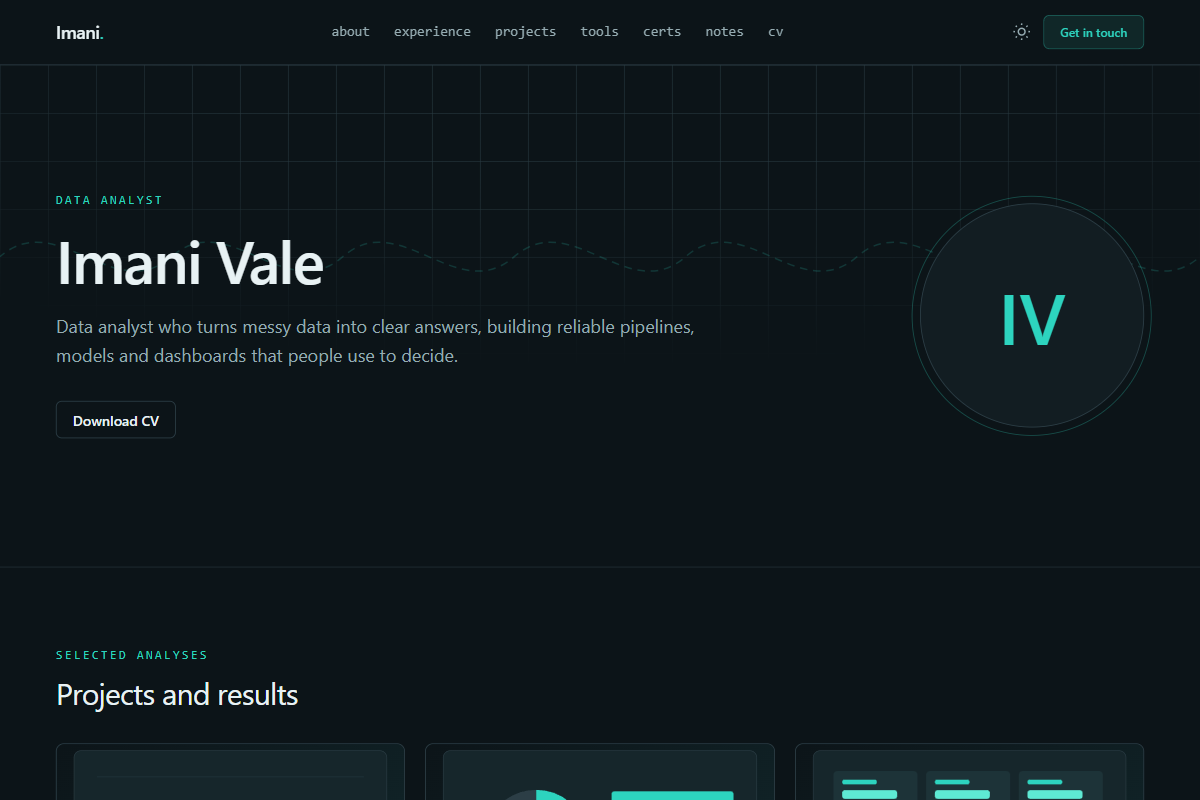 Imani.
about experience projects tools certs notes cv
Get in touch
DATA ANALYST
Imani Vale
Data analyst who turns messy data into clear answers, building reliable pipelines,
models and dashboards that people use to decide.
Download CV
IV
SELECTED ANALYSES
Projects and results